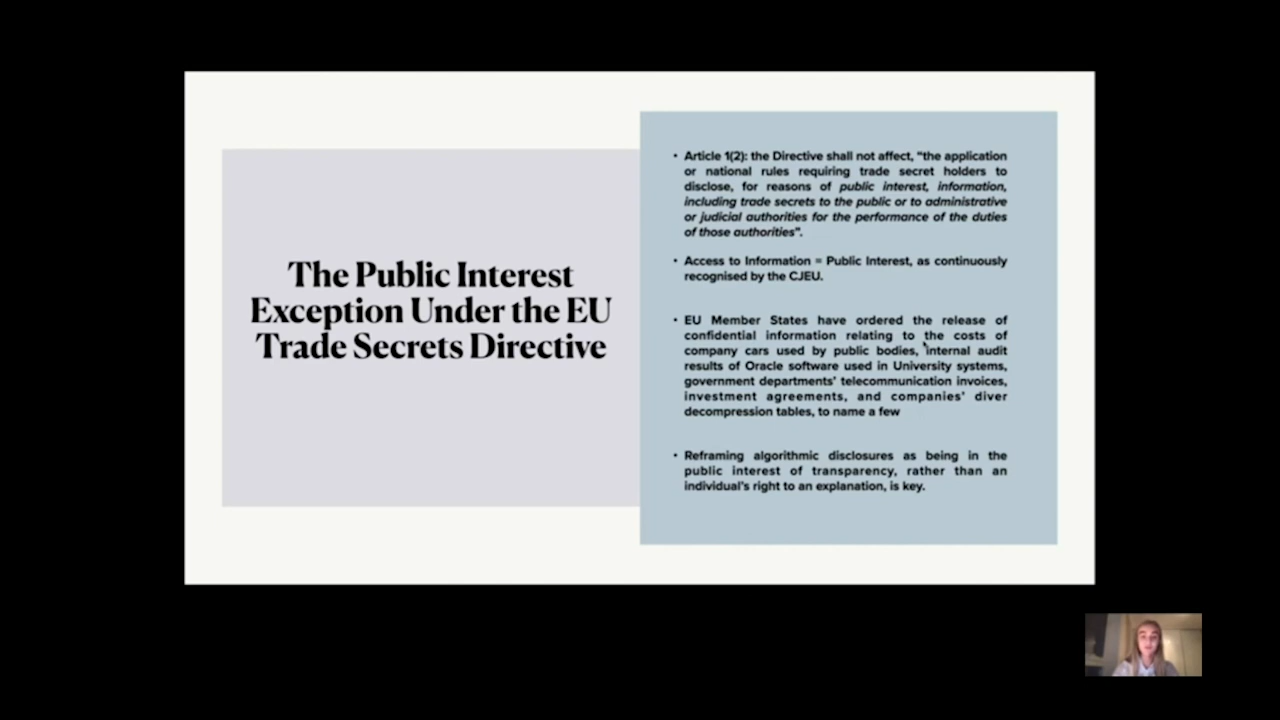 The Public Interest
Exception Under the EU
Trade Secrets Directive
• Article 1(2): the Directive shall not affect, “the application
or national rules requiring trade secret holders to
disclose, for reasons of public interest, information,
including trade secrets to the public or to administrative
or judicial authorities for the performance of the duties
of those authorities”.
• Access to Information = Public Interest, as continuously
recognised by the CJEU.
• EU Member States have ordered the release of
confidential information relating to the costs of
company cars used by public bodies, internal audit
results of Oracle software used in University systems,
government departments’ telecommunication invoices,
investment agreements, and companies’ diver
decompression tables, to name a few
• Reframing algorithmic disclosures as being in the
public interest of transparency, rather than an
individual’s right to an explanation, is key.